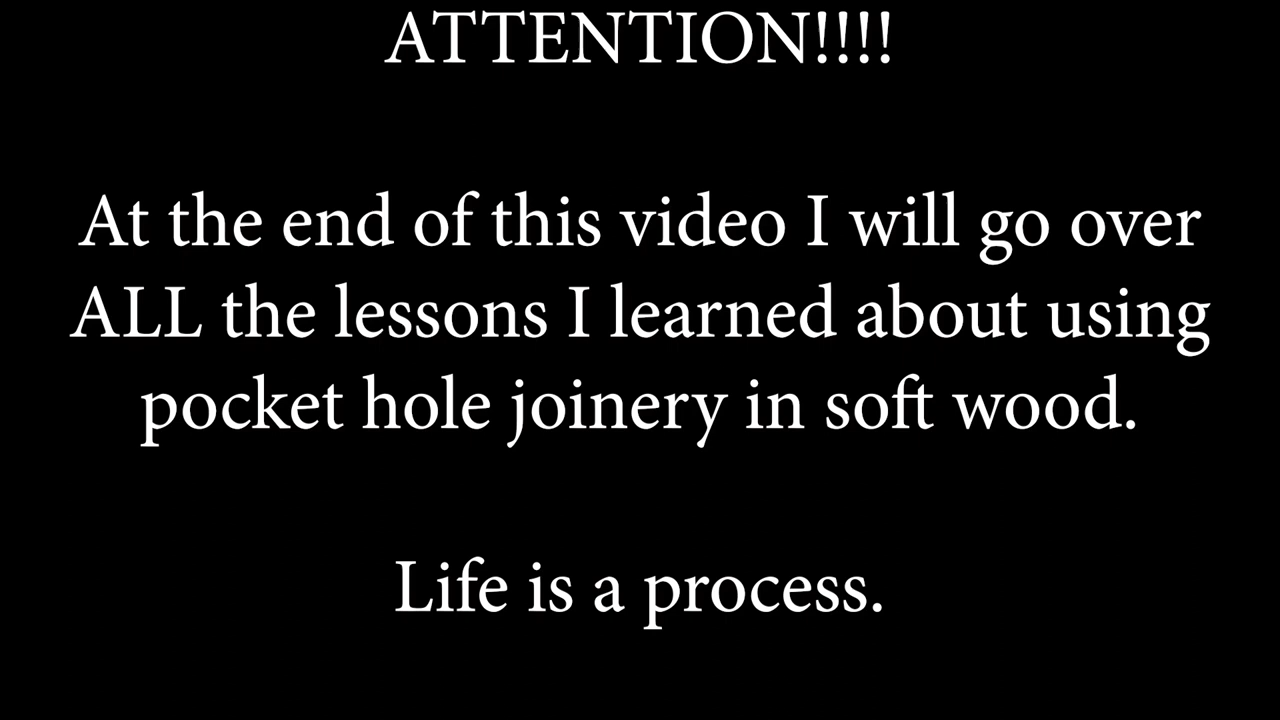 ATTENTION!!!!
At the end of this video I will go over
ALL the lessons I learned about using
pocket hole joinery in soft wood.
Life is a process.